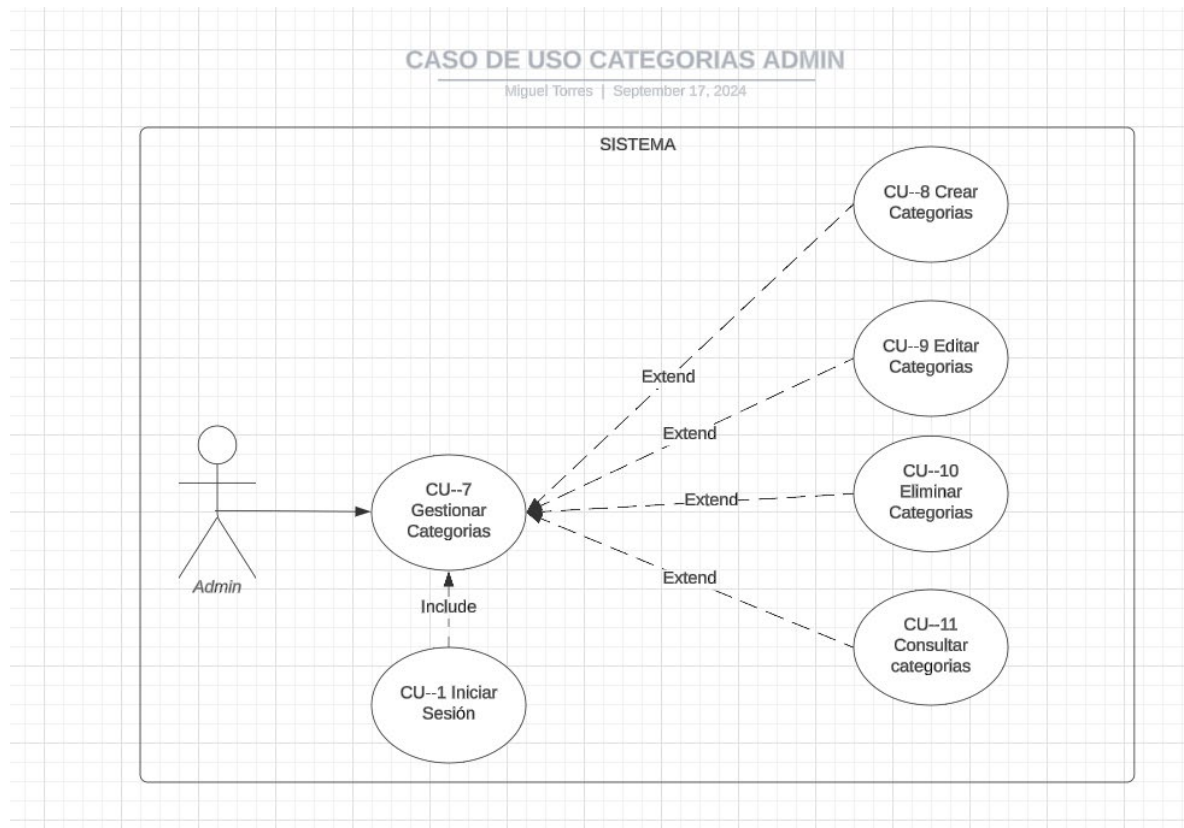 CASO DE USO CATEGORIAS ADMIN
Miguel Torres | September 17, 2024
SISTEMA
CU--8 Crear
Categorias
CU--9 Editar
Categorias
Extend
Extend
CU--10
Eliminar
Categorias
CU--7
Gestionar
Categorias
Extend
Extend
Admin
Include
CU--11
Consultar
categorias
CU--1 Iniciar
Sesión